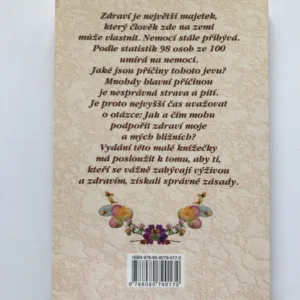 Zdraví je největší majetek,
který člověk zde na zemi
může vlastnit. Nemocí stále přibývá.
Podle statistik 98 osob ze 100
umírá na nemoci.
Jaké jsou příčiny tohoto jevu?
Mnohdy hlavní příčinou
je nesprávná strava a pití.
Je proto nejvyšší čas uvažovat
o otázce: Jak a čím mohu
podpořit zdraví moje
a mých bližních?
Vydání této malé knížečky
má posloužit k tomu, aby ti,
kteří se vážně zabývají výživou
a zdravím, získali správné zásady.